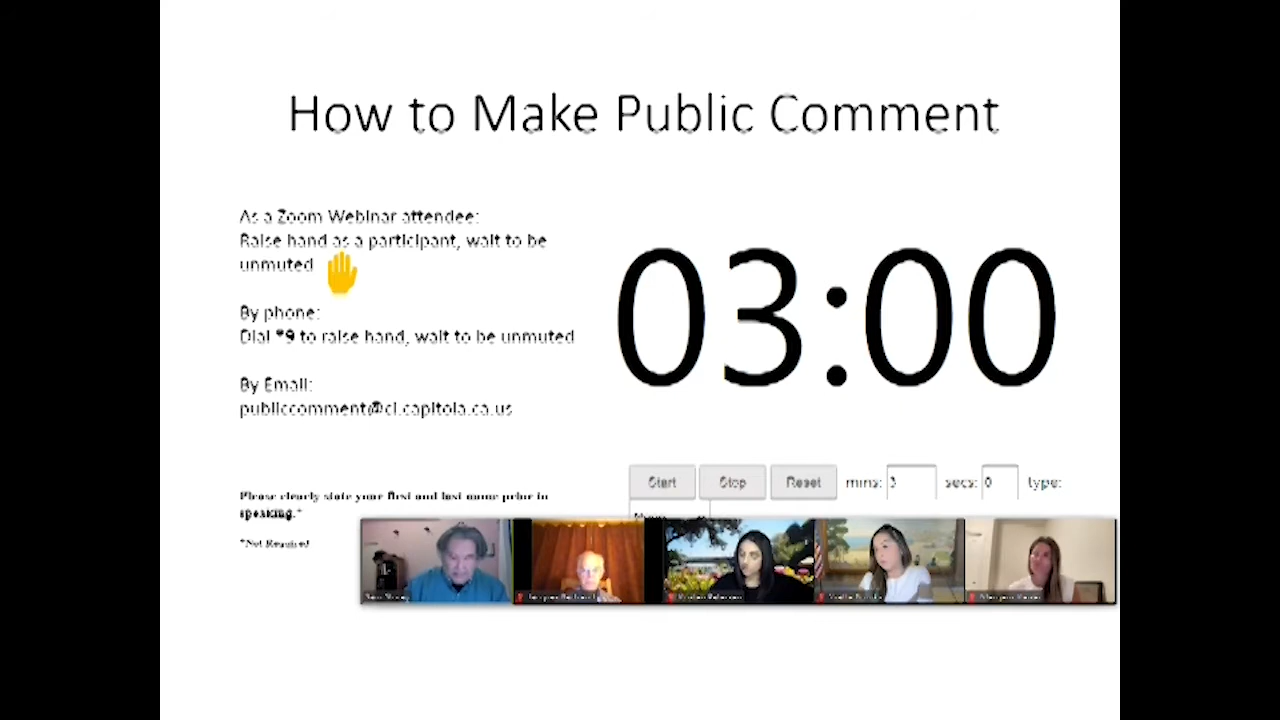 How to Make Public Comment
As a Zoom Webinar attendee:
Raise hand as a participant, wait to be
unmuted
By phone:
Dial *9 to raise hand, wait to be unmuted
By Email:
publiccomment@ci.capitola.ca.us
Please clearly state your first and last name prior to
speaking.*
*Not Required
03:00
Start Stop Reset mins: 3 secs: 0 type: